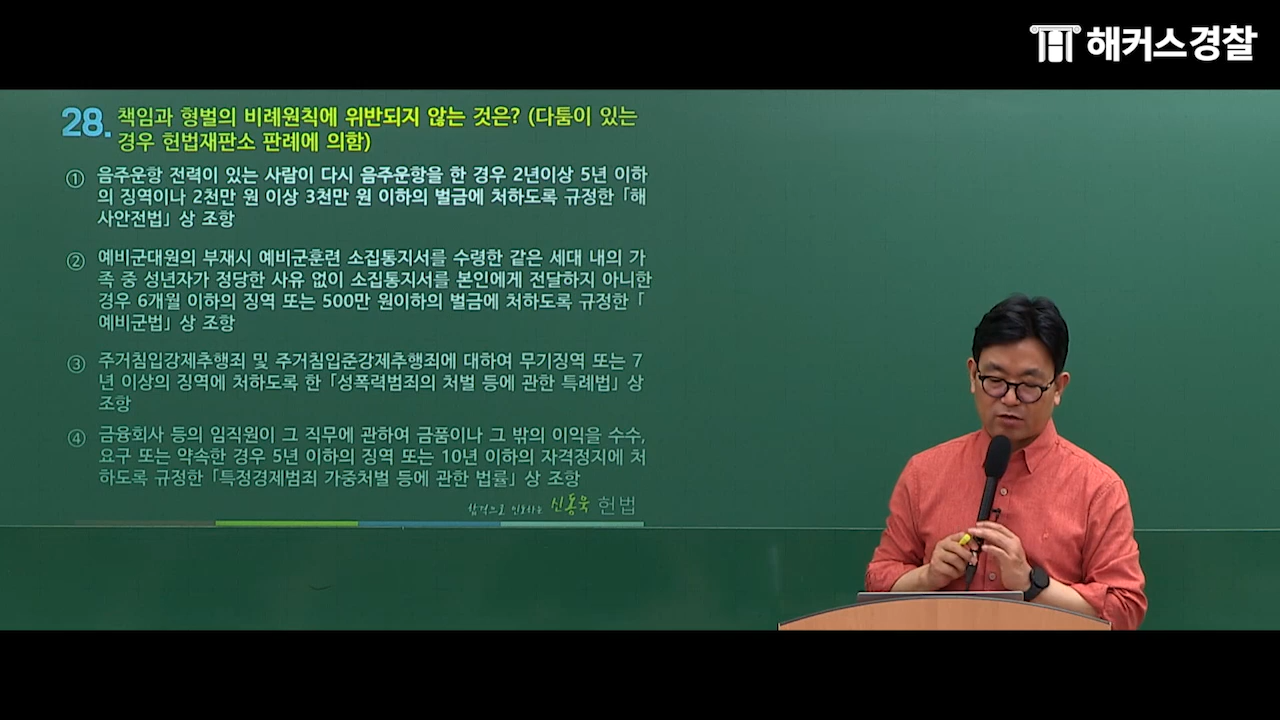 해커스경찰
28. 책임과 형벌의 비례원칙에 위반되지 않는 것은? (다툼이 있는
경우 헌법재판소 판례에 의함)
① 음주운항 전력이 있는 사람이 다시 음주운항을 한 경우 2년이상 5년 이하
의 징역이나 2천만 원 이상 3천만 원 이하의 벌금에 처하도록 규정한 「해
사안전법」 상 조항
② 예비군대원의 부재시 예비군훈련 소집통지서를 수령한 같은 세대 내의 가
족 중 성년자가 정당한 사유 없이 소집통지서를 본인에게 전달하지 아니한
경우 6개월 이하의 징역 또는 500만 원이하의 벌금에 처하도록 규정한 「
예비군법」 상 조항
③ 주거침입강제추행죄 및 주거침입준강제추행죄에 대하여 무기징역 또는 7
년 이상의 징역에 처하도록 한 「성폭력범죄의 처벌 등에 관한 특례법」 상
조항
④ 금융회사 등의 임직원이 그 직무에 관하여 금품이나 그 밖의 이익을 수수,
요구 또는 약속한 경우 5년 이하의 징역 또는 10년 이하의 자격정지에 처
하도록 규정한 「특정경제범죄 가중처벌 등에 관한 법률」 상 조항
합격으로 인도하는 신동욱 헌법